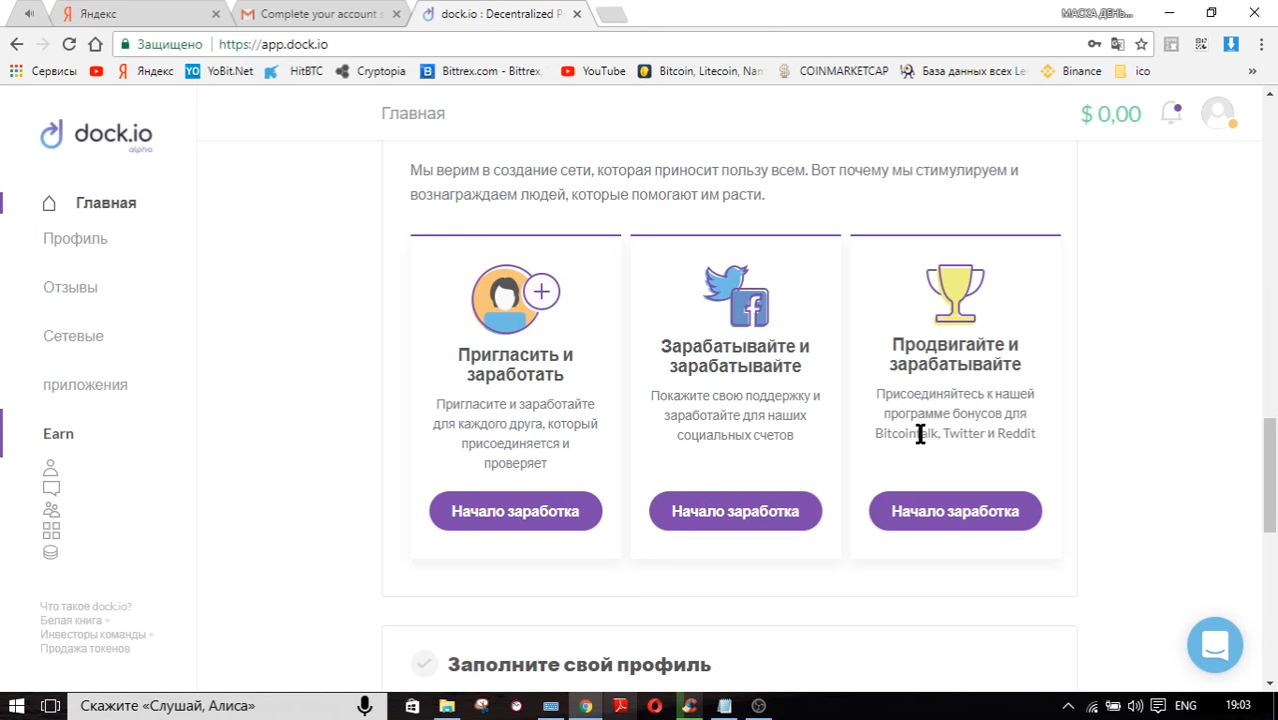 Яндекс
Complete your account s
dock.io : Decentralized P
МАСКА ДЕНЬ...
Защищено
https://app.dock.io
Сервисы
Яндекс
YO YoBit.Net
HitBTC
Cryptopia
B Bittrex.com - Bittrex,
YouTube
Bitcoin, Litecoin, Nam
COINMARKETCAP
База данных всех Le
Binance
ico
»
dock.io
alpha
Главная
$ 0,00
Главная
Профиль
Отзывы
Сетевые
приложения
Earn
Что такое dock.io?
Белая книга
Инвесторы команды
Продажа токенов
Мы верим в создание сети, которая приносит пользу всем. Вот почему мы стимулируем и
вознаграждаем людей, которые помогают им расти.
Пригласить и
заработать
Пригласите и заработайте
для каждого друга, который
присоединяется и
проверяет
Начало заработка
Зарабатывайте и
зарабатывайте
Покажите свою поддержку и
заработайте для наших
социальных счетов
Начало заработка
Продвигайте и
зарабатывайте
Присоединяйтесь к нашей
программе бонусов для
Bitcointalk, Twitter и Reddit
Начало заработка
Заполните свой профиль
Скажите «Слушай, Алиса»
ENG
19:03